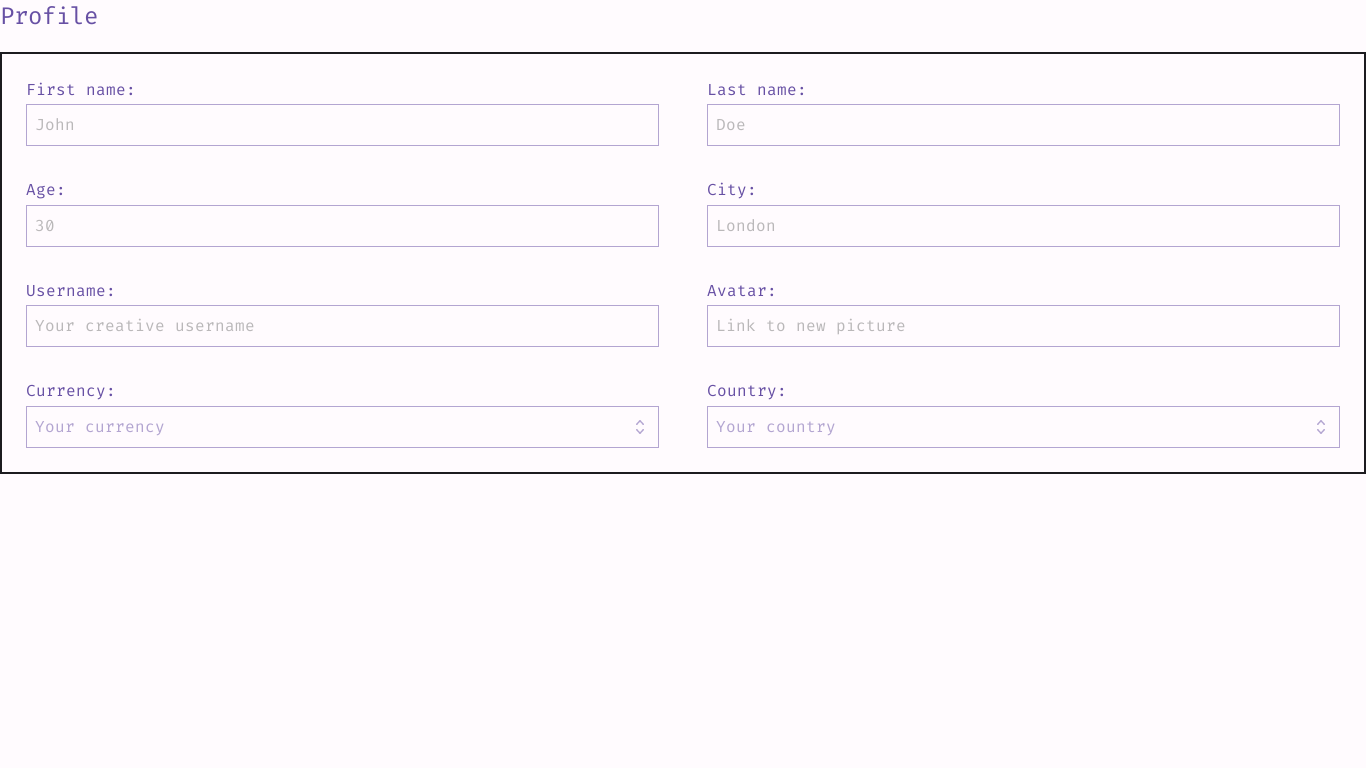 Profile
First name:
Last name:
John
Doe
Age:
City:
30
London
Username:
Avatar:
Your creative username
Link to new picture
Currency:
Country:
Your currency
Your country